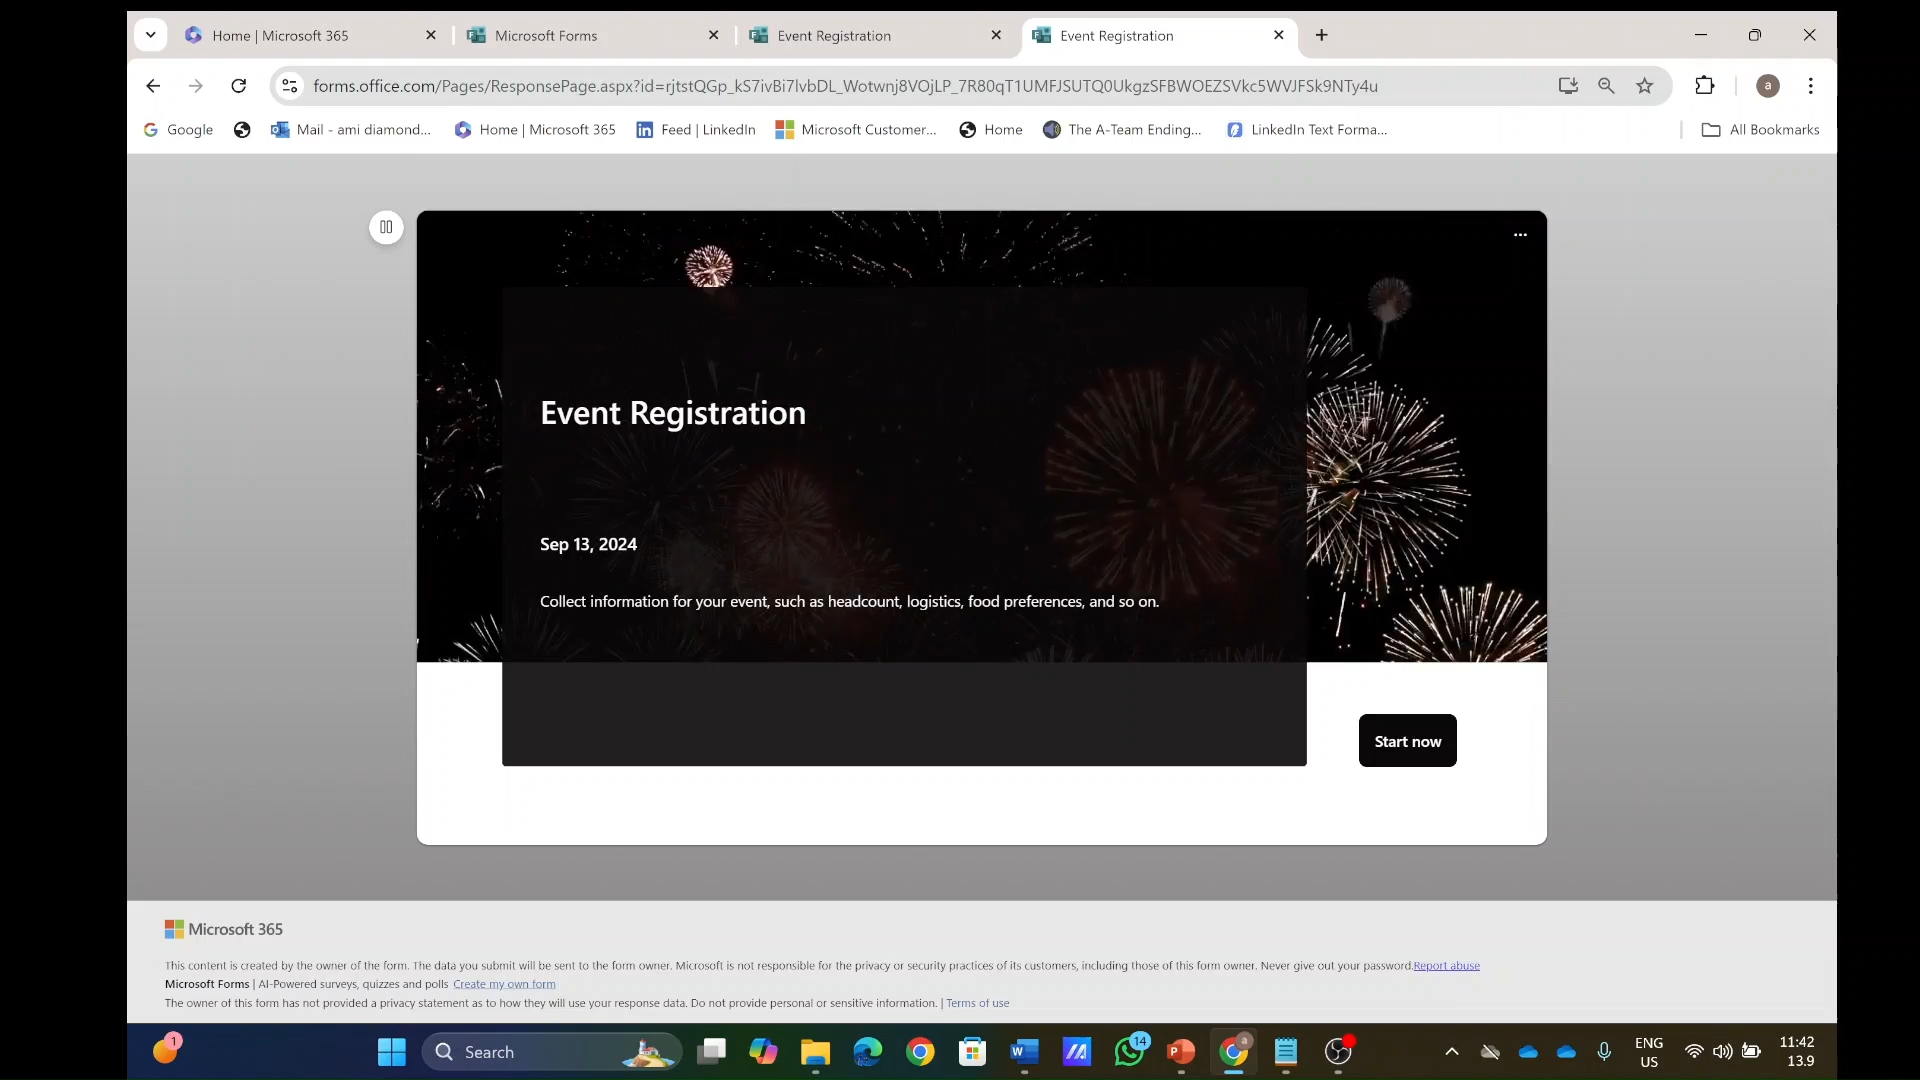 Home | Microsoft 365
Microsoft Forms
Event Registration
Event Registration
forms.office.com/Pages/ResponsePage.aspx?id=rjtstQGp_kS7ivBi7lvbDL_Wotwnj8VOjLP_7R80qT1UMFJSUTQ0UkgzSFBWOEZSVkc5WVJFSk9NTy4u
a
Google
Mail - ami diamond...
Home | Microsoft 365
Feed | LinkedIn
Microsoft Customer...
Home
The A-Team Ending...
LinkedIn Text Forma...
All Bookmarks
Event Registration
Sep 13, 2024
Collect information for your event, such as headcount, logistics, food preferences, and so on.
Start now
Microsoft 365
This content is created by the owner of the form. The data you submit will be sent to the form owner. Microsoft is not responsible for the privacy or security practices of its customers, including those of this form owner. Never give out your password. Report abuse
Microsoft Forms | AI-Powered surveys, quizzes and polls Create my own form
The owner of this form has not provided a privacy statement as to how they will use your response data. Do not provide personal or sensitive information. | Terms of use
1
Search
14
a
ENG
US
11:42
13.9